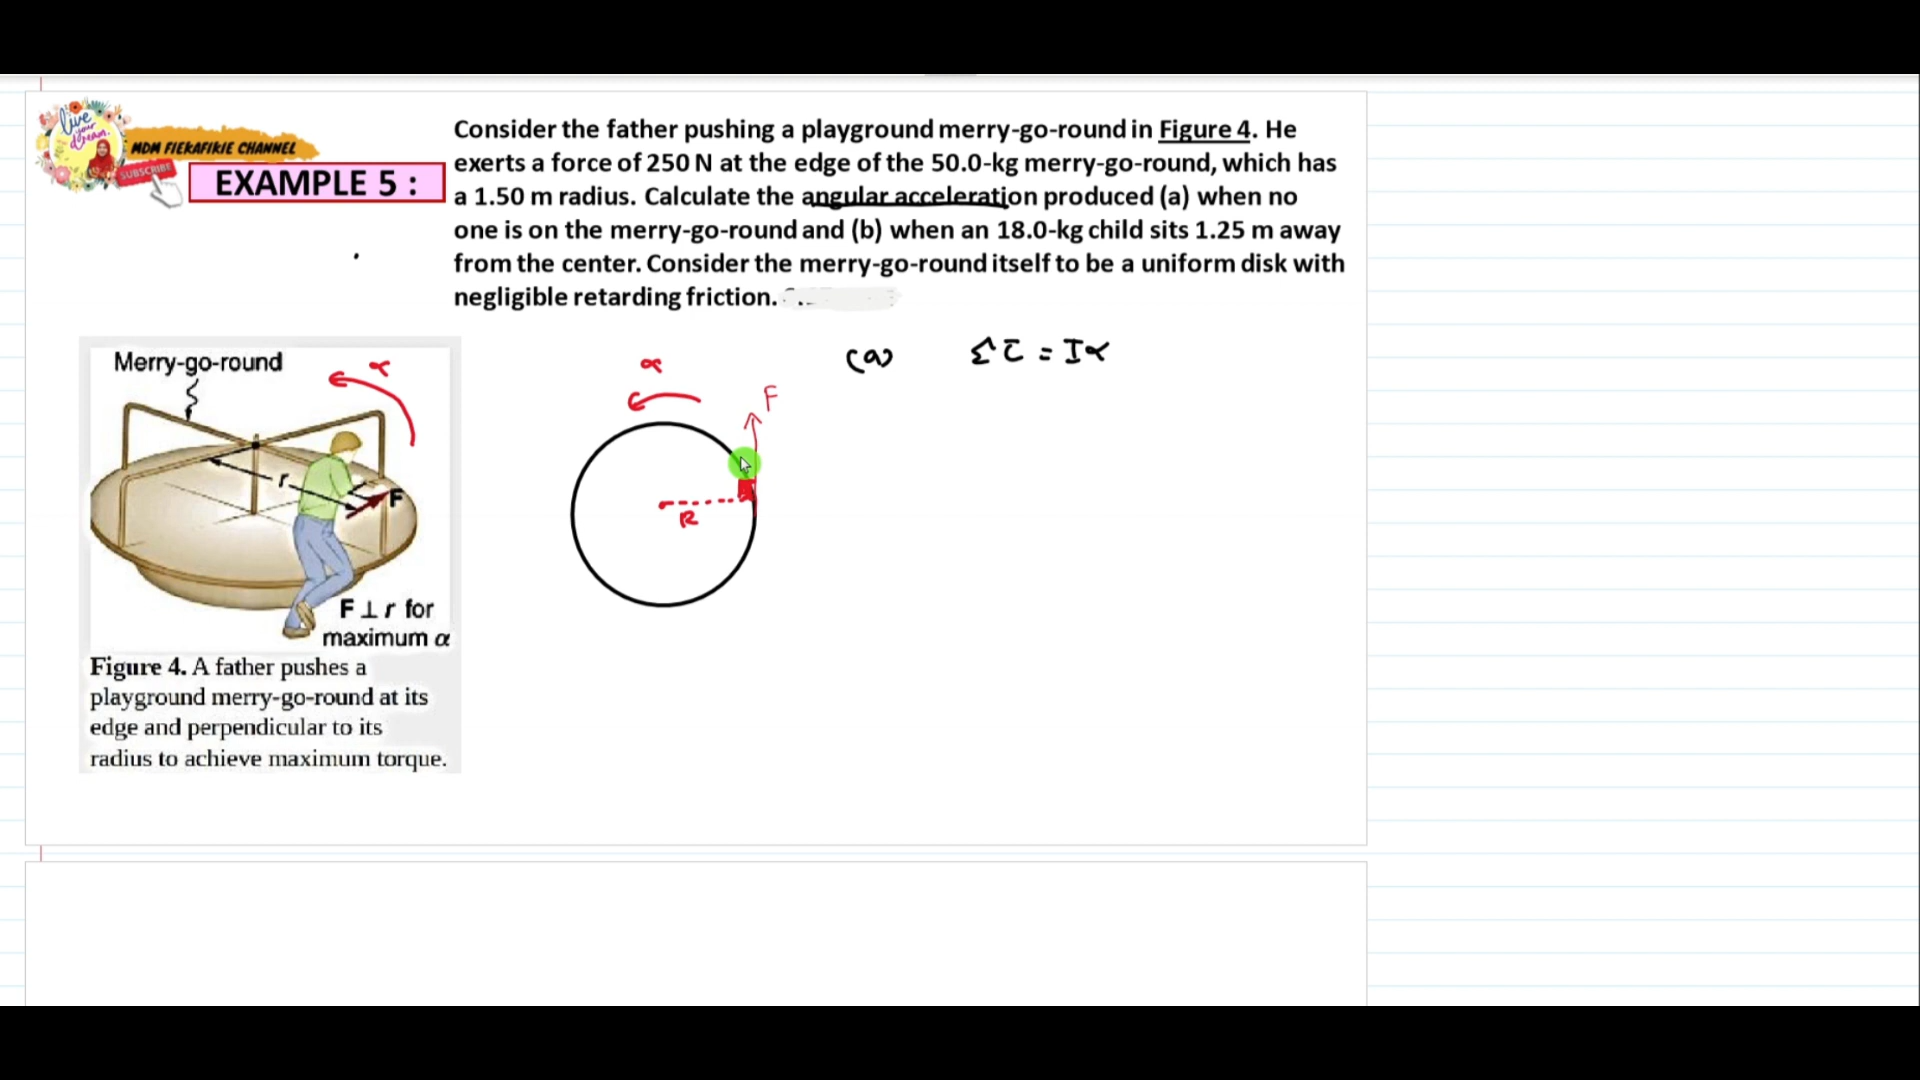 live
your
dream.
MDM FIEKAFIKIE CHANNEL
SUBSCRIBE
EXAMPLE 5 :
Consider the father pushing a playground merry-go-round in Figure 4. He
exerts a force of 250 N at the edge of the 50.0-kg merry-go-round, which has
a 1.50 m radius. Calculate the angular acceleration produced (a) when no
one is on the merry-go-round and (b) when an 18.0-kg child sits 1.25 m away
from the center. Consider the merry-go-round itself to be a uniform disk with
negligible retarding friction.
Merry-go-round
α
r
F
F ⊥ r for
maximum α
Figure 4. A father pushes a
playground merry-go-round at its
edge and perpendicular to its
radius to achieve maximum torque.
α
F
R
(a) Στ = Iα